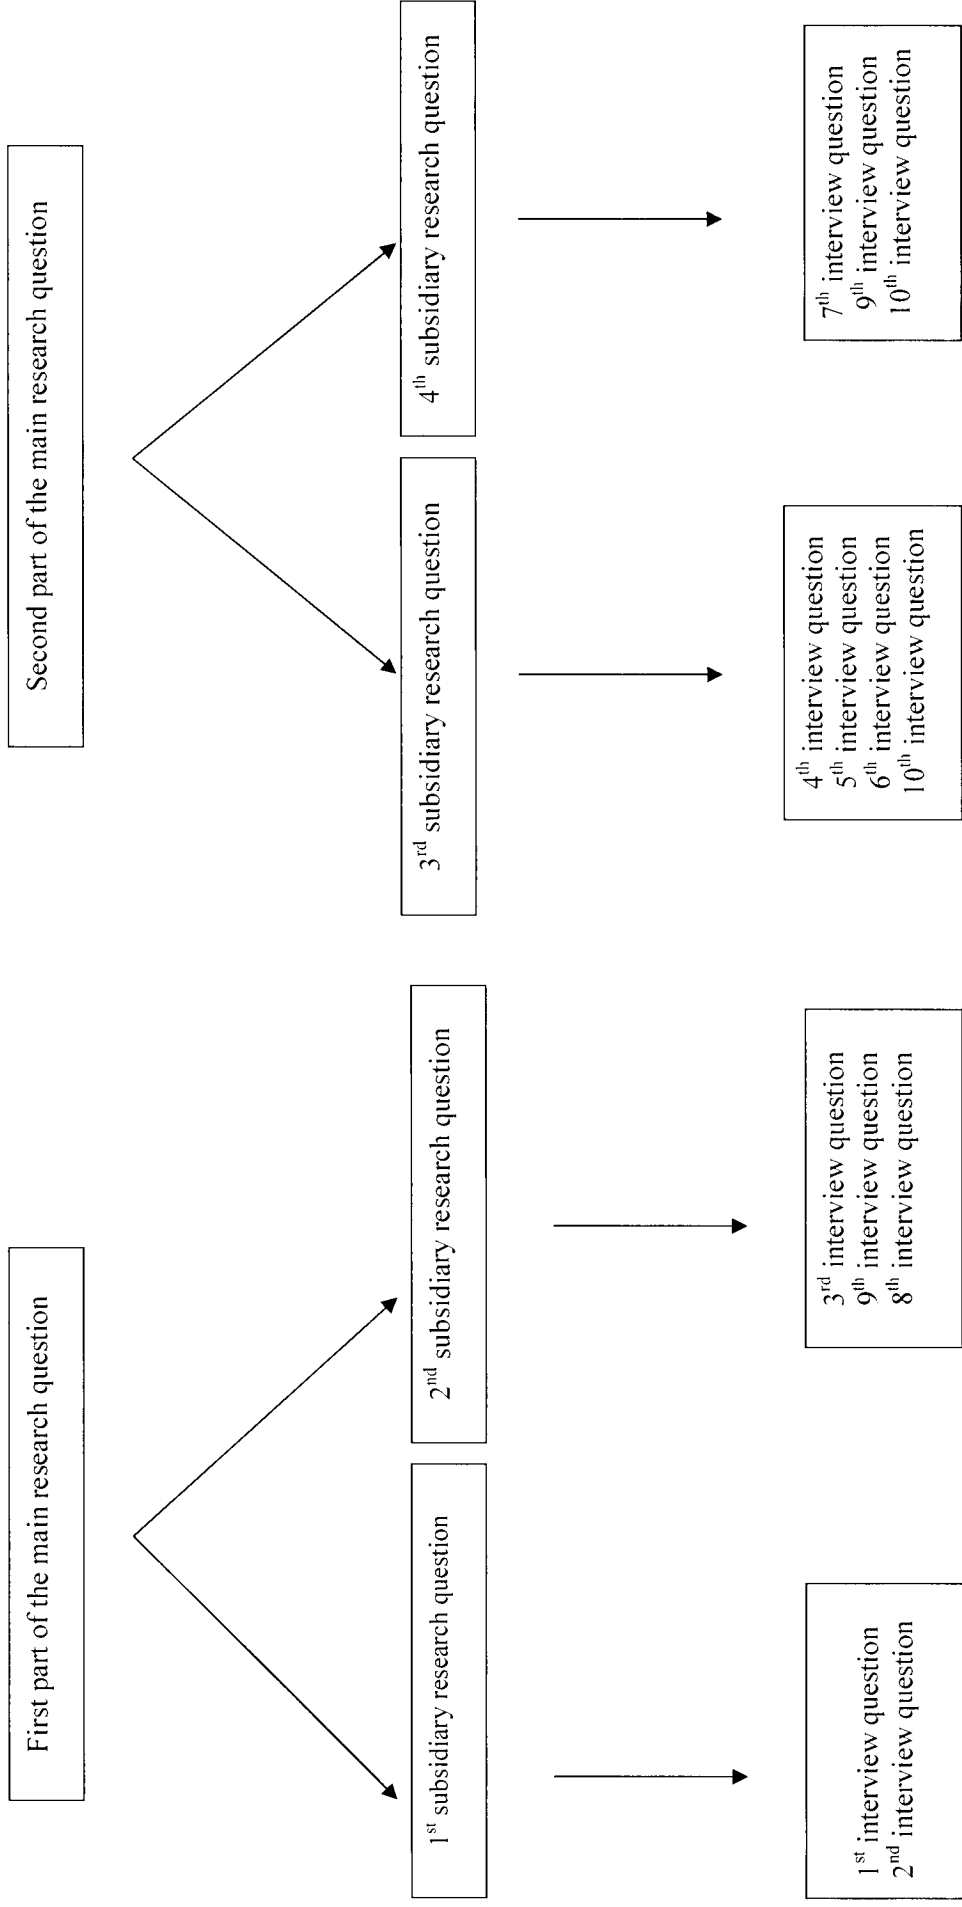 First part of the main research question
Second part of the main research question
1st subsidiary research question
2nd subsidiary research question
3rd subsidiary research question
4th subsidiary research question
1st interview question
2nd interview question
3rd interview question
9th interview question
8th interview question
4th interview question
5th interview question
6th interview question
10th interview question
7th interview question
9th interview question
10th interview question